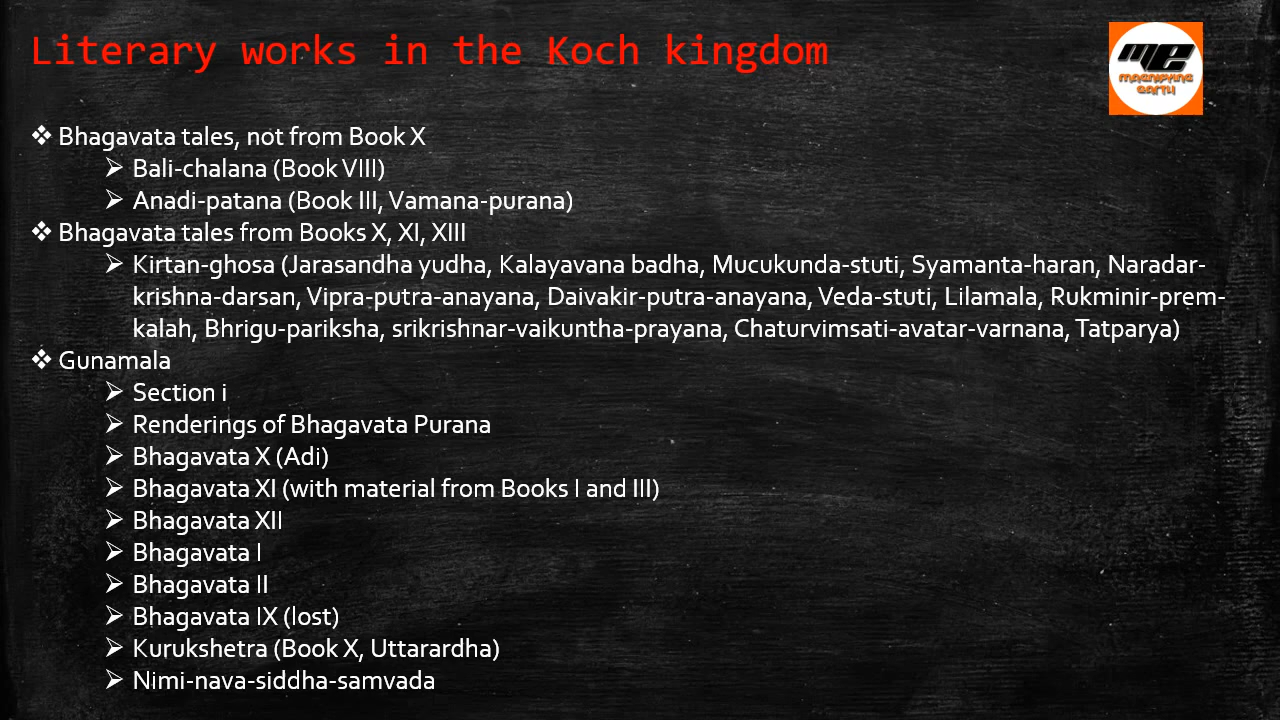 Literary works in the Koch kingdom
me
MAGNIFYING
EARTH
❖ Bhagavata tales, not from Book X
➢ Bali-chalana (Book VIII)
➢ Anadi-patana (Book III, Vamana-purana)
❖ Bhagavata tales from Books X, XI, XIII
➢ Kirtan-ghosa (Jarasandha yudha, Kalayavana badha, Mucukunda-stuti, Syamanta-haran, Naradar-
krishna-darsan, Vipra-putra-anayana, Daivakir-putra-anayana, Veda-stuti, Lilamala, Rukminir-prem-
kalah, Bhrigu-pariksha, srikrishnar-vaikuntha-prayana, Chaturvimsati-avatar-varnana, Tatparya)
❖ Gunamala
➢ Section i
➢ Renderings of Bhagavata Purana
➢ Bhagavata X (Adi)
➢ Bhagavata XI (with material from Books I and III)
➢ Bhagavata XII
➢ Bhagavata I
➢ Bhagavata II
➢ Bhagavata IX (lost)
➢ Kurukshetra (Book X, Uttarardha)
➢ Nimi-nava-siddha-samvada